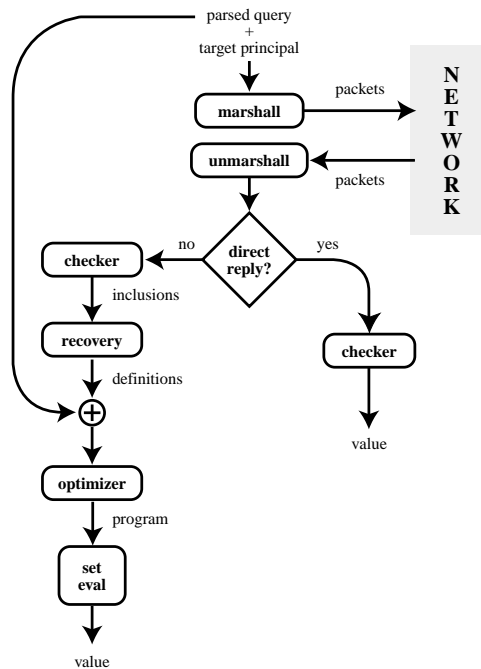 parsed query
+
target principal
marshall
packets
NETWORK
unmarshall
packets
direct
reply?
no
yes
checker
inclusions
recovery
checker
definitions
+
value
optimizer
program
set
eval
value